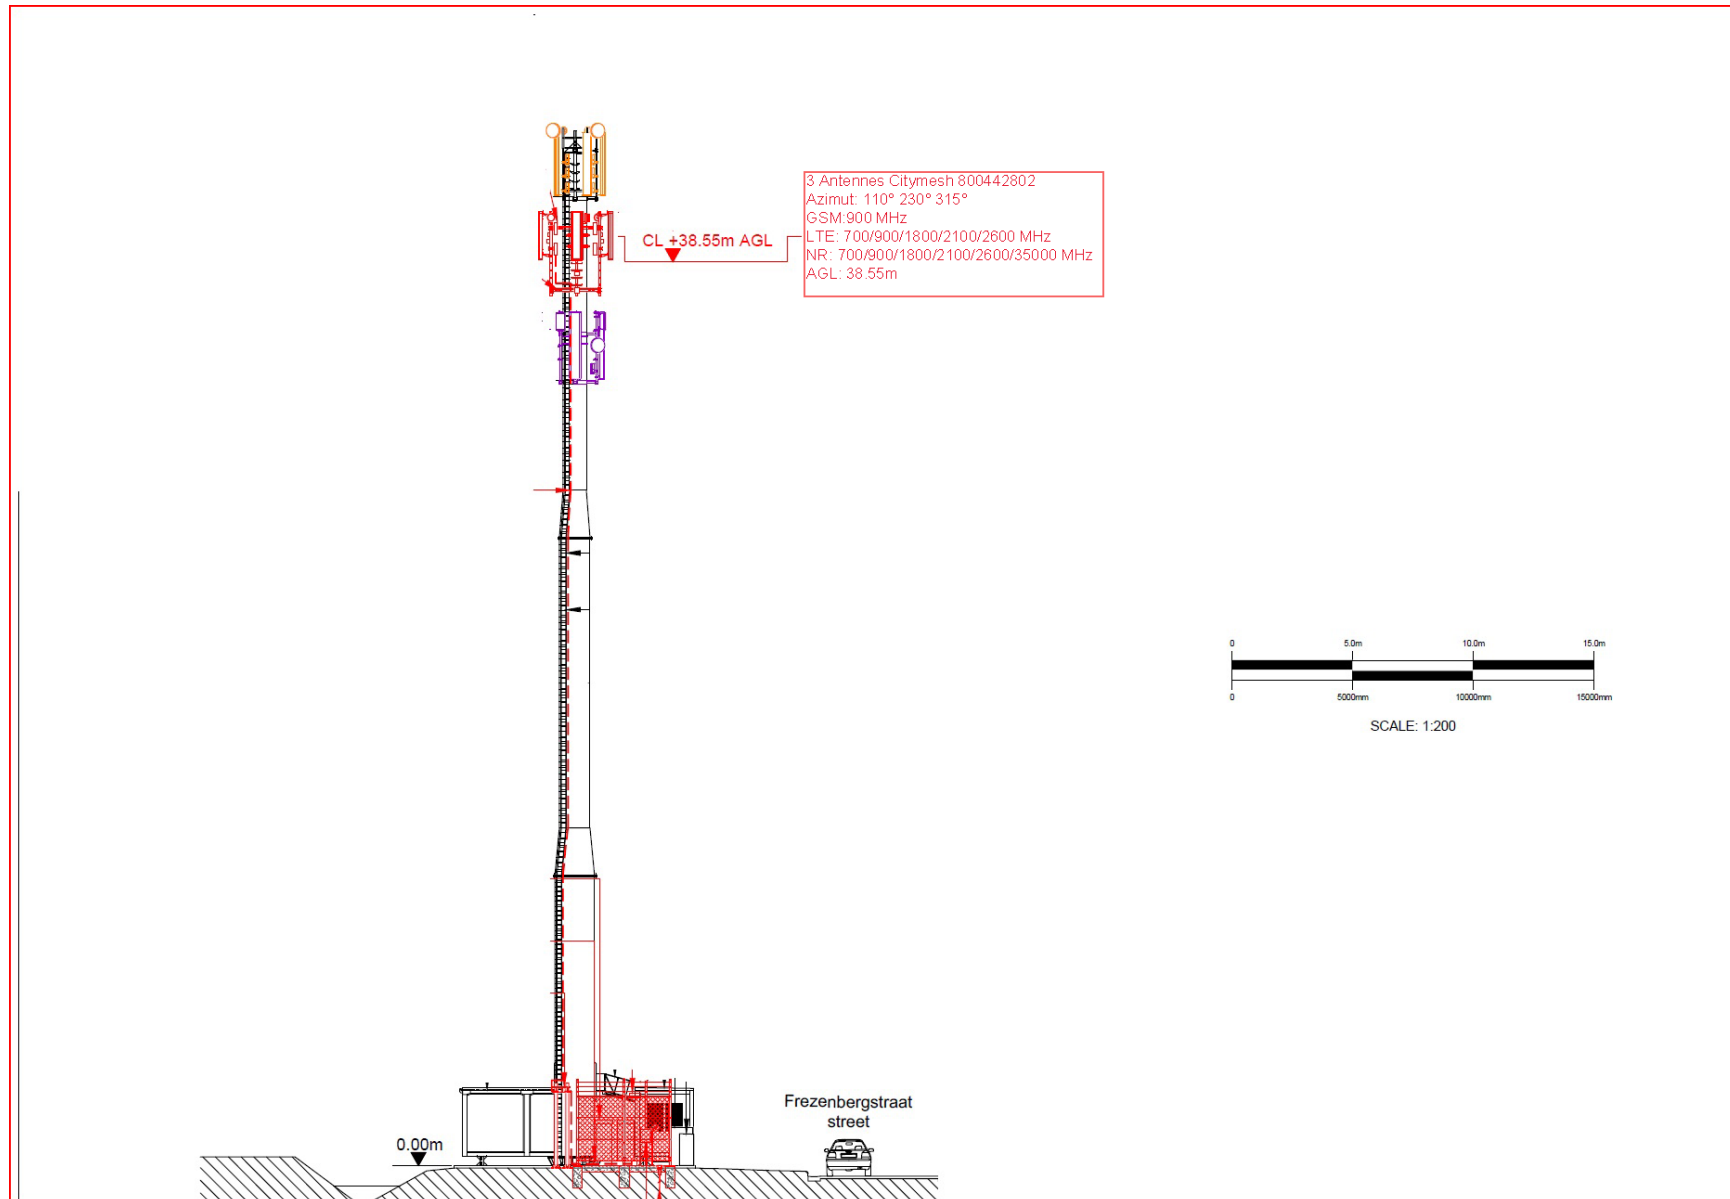 3 Antennes Citymesh 800442802
Azimut: 110° 230° 315°
GSM:900 MHz
LTE: 700/900/1800/2100/2600 MHz
NR: 700/900/1800/2100/2600/35000 MHz
AGL: 38.55m
CL +38.55m AGL
0 5.0m 10.0m 15.0m
0 5000mm 10000mm 15000mm
SCALE: 1:200
Frezenbergstraat
street
0.00m